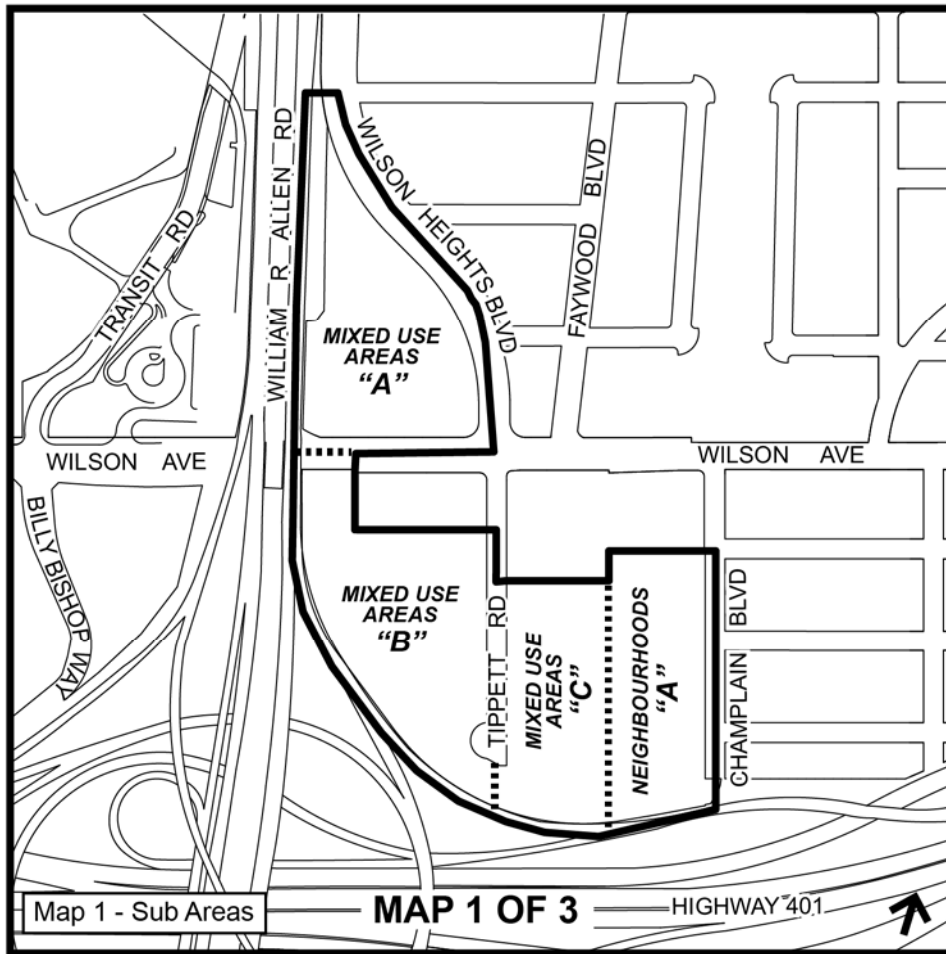 WILLIAM R ALLEN RD
WILSON HEIGHTS BLVD
FAYWOOD BLVD
TRANSIT RD
MIXED USE
AREAS
“A”
WILSON AVE
WILSON AVE
BILLY BISHOP WAY
MIXED USE
AREAS
“B”
TIPPETT RD
MIXED USE
AREAS
“C”
NEIGHBOURHOODS
“A”
CHAMPLAIN BLVD
Map 1 - Sub Areas
MAP 1 OF 3
HIGHWAY 401